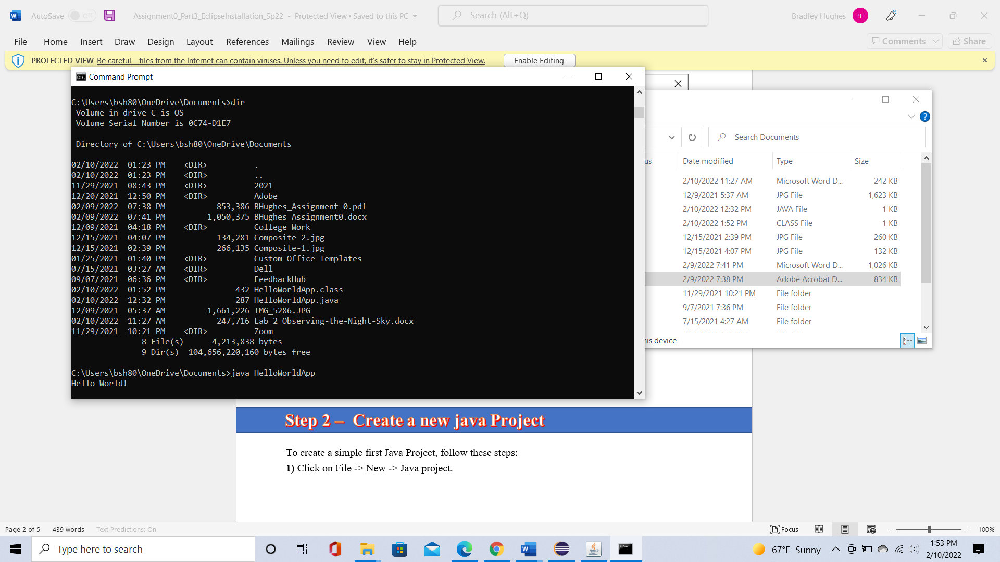 AutoSave Off Assignment0_Part3_EclipseInstallation_Sp22 - Protected View • Saved to this PC Search (Alt+Q) Bradley Hughes BH
File Home Insert Draw Design Layout References Mailings Review View Help Comments Share
PROTECTED VIEW Be careful—files from the Internet can contain viruses. Unless you need to edit, it's safer to stay in Protected View. Enable Editing
Command Prompt
C:\Users\bsh80\OneDrive\Documents>dir
Volume in drive C is OS
Volume Serial Number is 0C74-D1E7
Directory of C:\Users\bsh80\OneDrive\Documents
02/10/2022 01:23 PM <DIR> .
02/10/2022 01:23 PM <DIR> ..
11/29/2021 08:43 PM <DIR> 2021
12/20/2021 12:50 PM <DIR> Adobe
02/09/2022 07:38 PM 853,386 BHughes_Assignment 0.pdf
02/09/2022 07:41 PM 1,050,375 BHughes_Assignment0.docx
12/09/2021 04:18 PM <DIR> College Work
12/15/2021 04:07 PM 134,281 Composite 2.jpg
12/15/2021 02:39 PM 266,135 Composite-1.jpg
01/25/2021 01:40 PM <DIR> Custom Office Templates
07/15/2021 03:27 AM <DIR> Dell
09/07/2021 06:36 PM <DIR> FeedbackHub
02/10/2022 01:52 PM 432 HelloWorldApp.class
02/10/2022 12:32 PM 287 HelloWorldApp.java
12/09/2021 05:37 AM 1,661,226 IMG_5286.JPG
02/10/2022 11:27 AM 247,716 Lab 2 Observing-the-Night-Sky.docx
11/29/2021 10:21 PM <DIR> Zoom
8 File(s) 4,213,838 bytes
9 Dir(s) 104,656,220,160 bytes free
C:\Users\bsh80\OneDrive\Documents>java HelloWorldApp
Hello World!
Search Documents
us Date modified Type Size
2/10/2022 11:27 AM Microsoft Word D... 242 KB
12/9/2021 5:37 AM JPG File 1,623 KB
2/10/2022 12:32 PM JAVA File 1 KB
2/10/2022 1:52 PM CLASS File 1 KB
12/15/2021 2:39 PM JPG File 260 KB
12/15/2021 4:07 PM JPG File 132 KB
2/9/2022 7:41 PM Microsoft Word D... 1,026 KB
2/9/2022 7:38 PM Adobe Acrobat D... 834 KB
11/29/2021 10:21 PM File folder
9/7/2021 7:36 PM File folder
7/15/2021 4:27 AM File folder
his device
Step 2 – Create a new java Project
To create a simple first Java Project, follow these steps:
1) Click on File -> New -> Java project.
Page 2 of 5 439 words Text Predictions: On Focus 100%
Type here to search 67°F Sunny 1:53 PM
2/10/2022